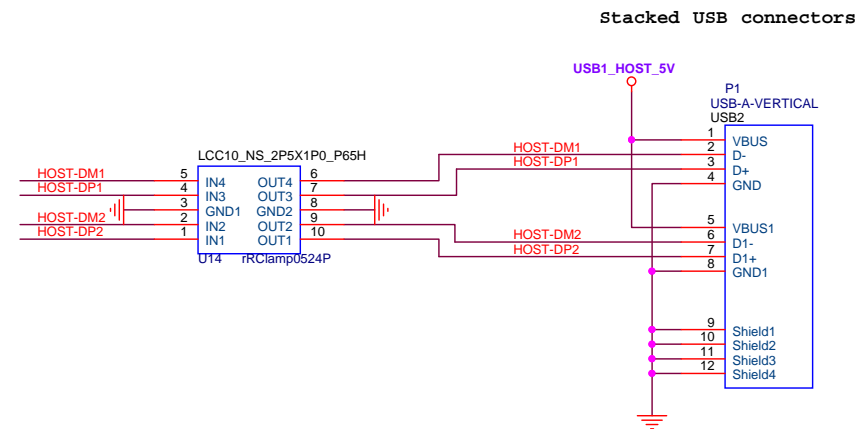 Stacked USB connectors
USB1_HOST_5V
P1
USB-A-VERTICAL
USB2
LCC10_NS_2P5X1P0_P65H
HOST-DM1 5 IN4 OUT4 6 HOST-DM1
HOST-DP1 4 IN3 OUT3 7 HOST-DP1
3 GND1 GND2 8
HOST-DM2 2 IN2 OUT2 9 HOST-DM2
HOST-DP2 1 IN1 OUT1 10 HOST-DP2
U14 rRClamp0524P
1 VBUS
2 D-
3 D+
4 GND
5 VBUS1
6 D1-
7 D1+
8 GND1
9 Shield1
10 Shield2
11 Shield3
12 Shield4